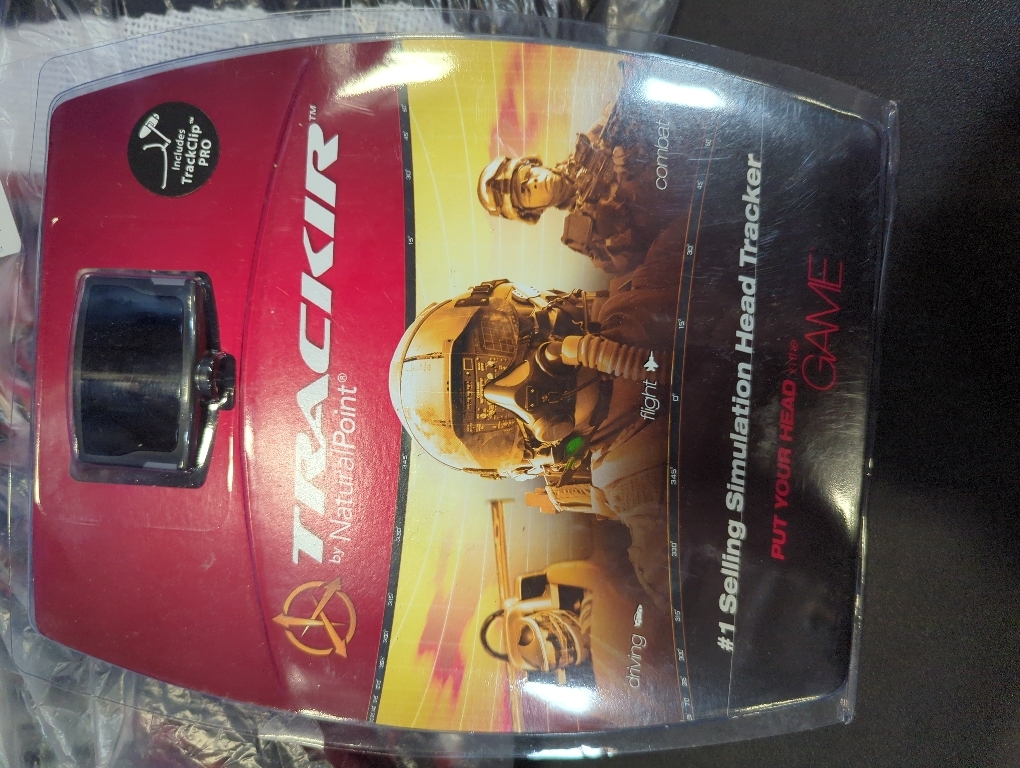 Includes
TrackClip™
PRO
TRACKIR™
by NaturalPoint®
driving
flight
combat
#1 Selling Simulation Head Tracker
PUT YOUR HEAD in the
GAME